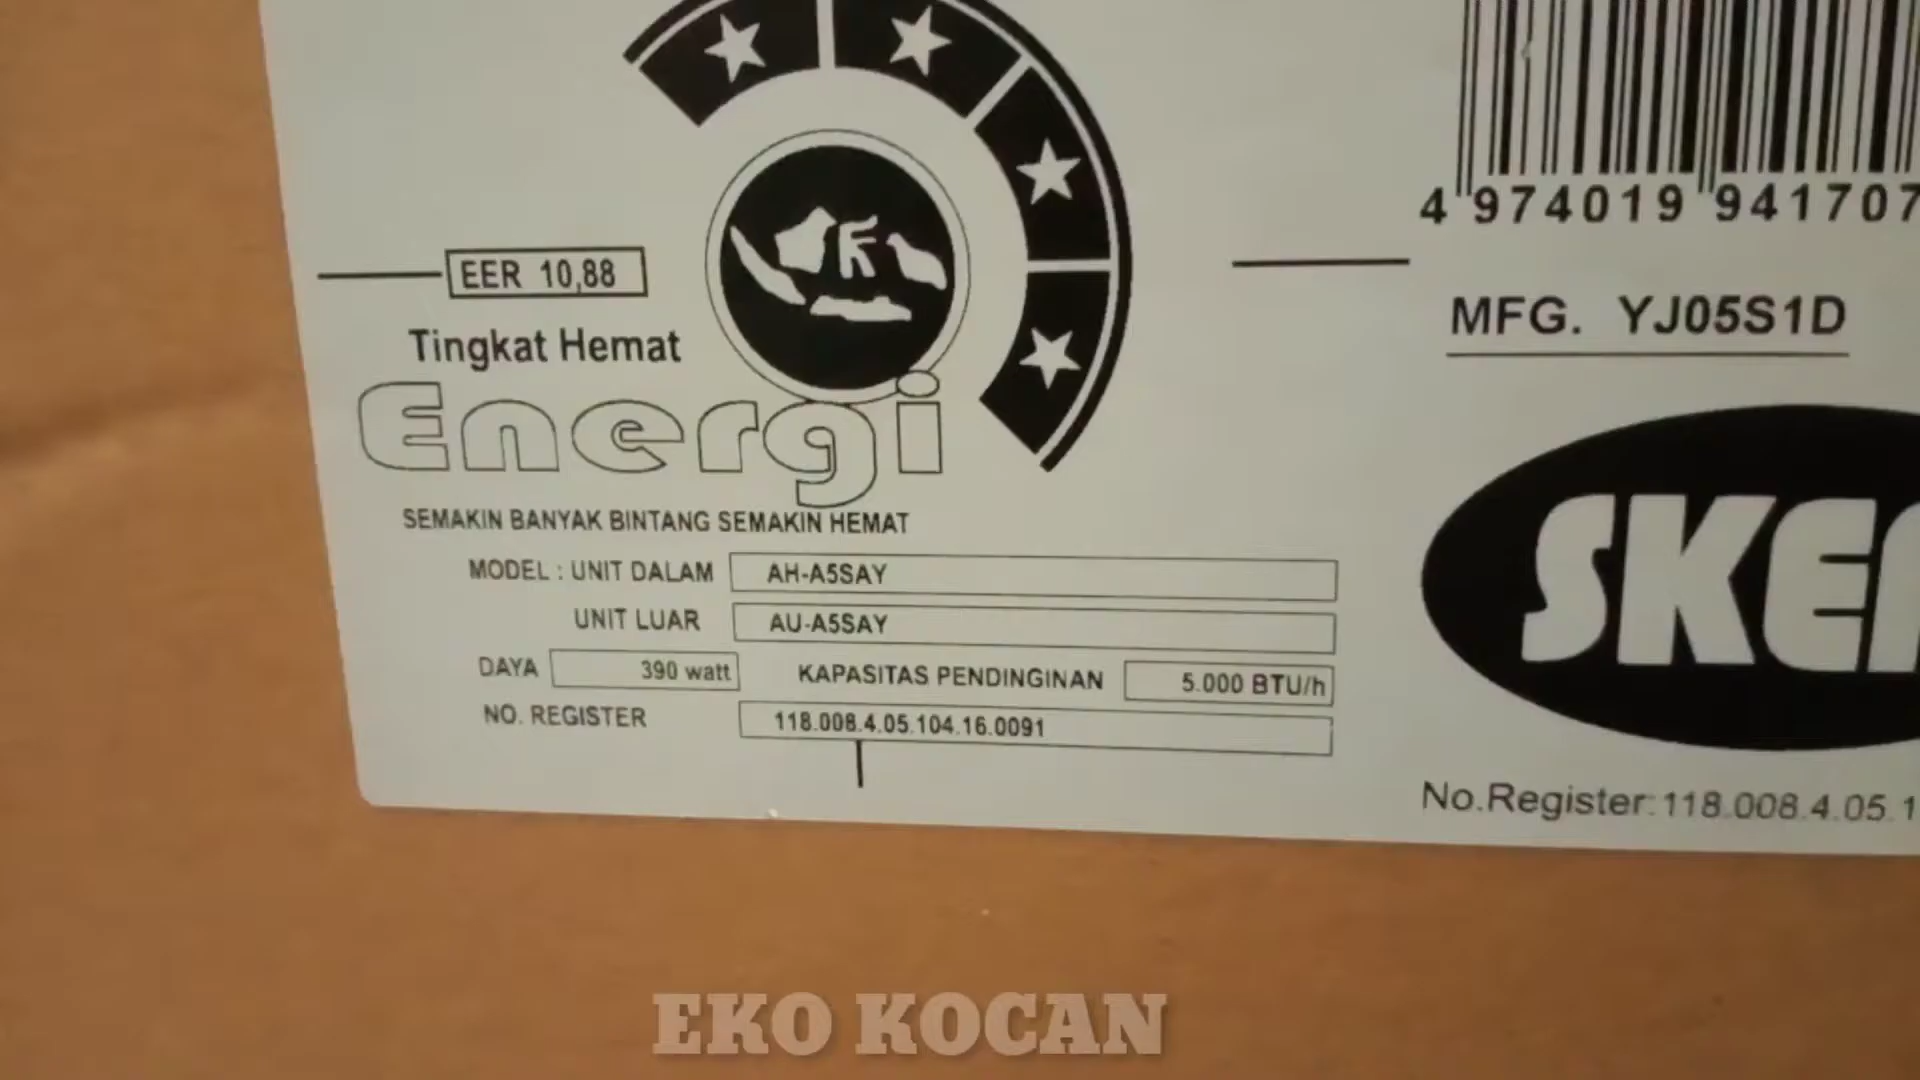 4 974019 941707
EER 10,88
MFG. YJ05S1D
Tingkat Hemat
Energi
SEMAKIN BANYAK BINTANG SEMAKIN HEMAT
MODEL : UNIT DALAM AH-A5SAY
UNIT LUAR AU-A5SAY
DAYA 390 watt KAPASITAS PENDINGINAN 5.000 BTU/h
NO. REGISTER 118.008.4.05.104.16.0091
SKE
No.Register:118.008.4.05.1
EKO KOCAN